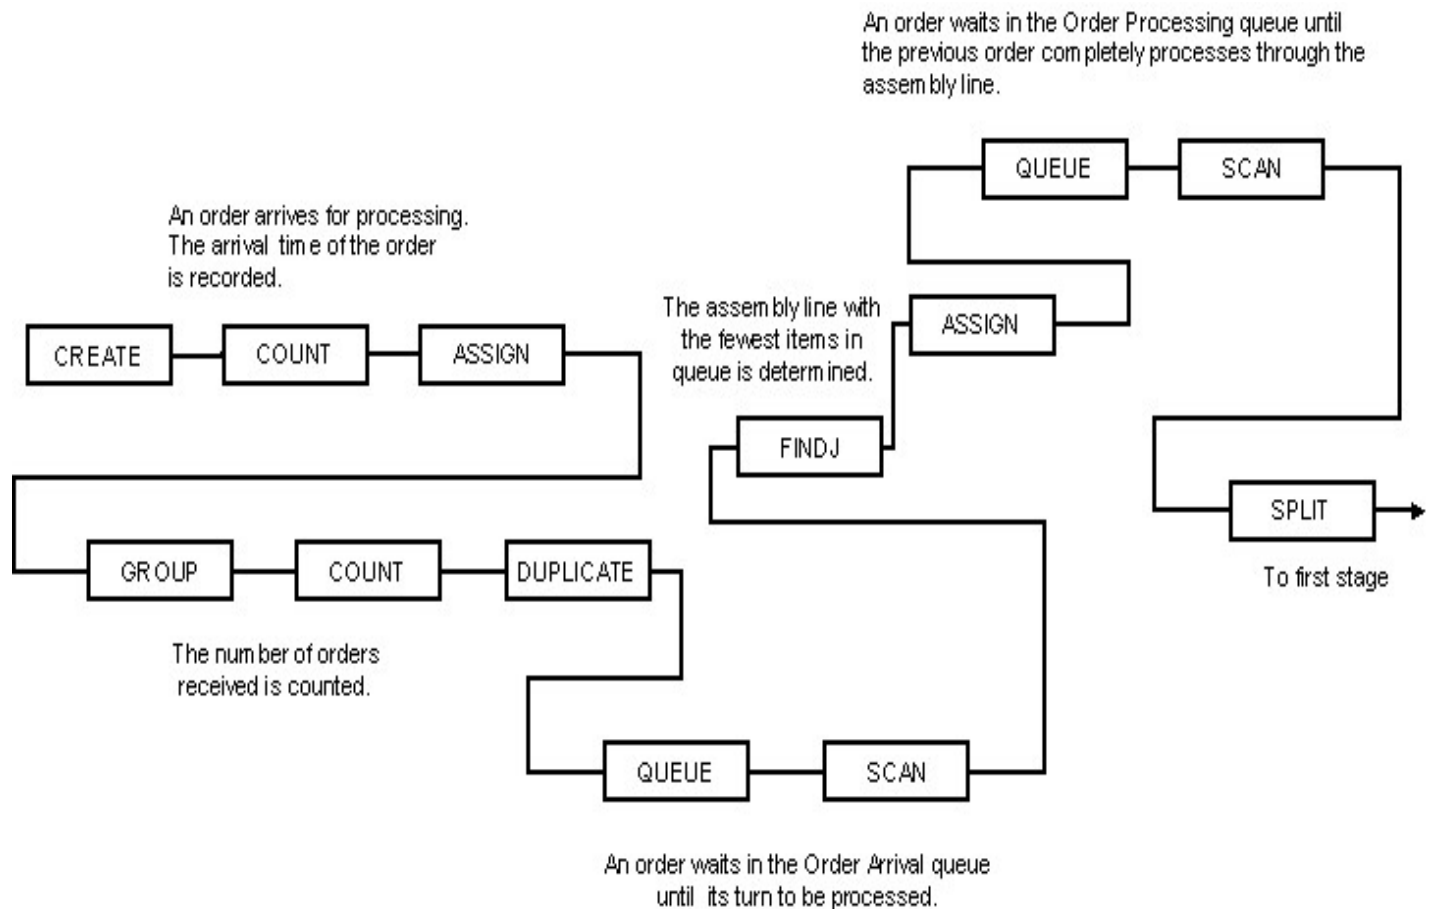 An order waits in the Order Processing queue until
the previous order completely processes through the
assembly line.
QUEUE
SCAN
An order arrives for processing.
The arrival time of the order
is recorded.
The assembly line with
the fewest items in
queue is determined.
ASSIGN
CREATE
COUNT
ASSIGN
FINDJ
SPLIT
To first stage
GROUP
COUNT
DUPLICATE
The number of orders
received is counted.
QUEUE
SCAN
An order waits in the Order Arrival queue
until its turn to be processed.